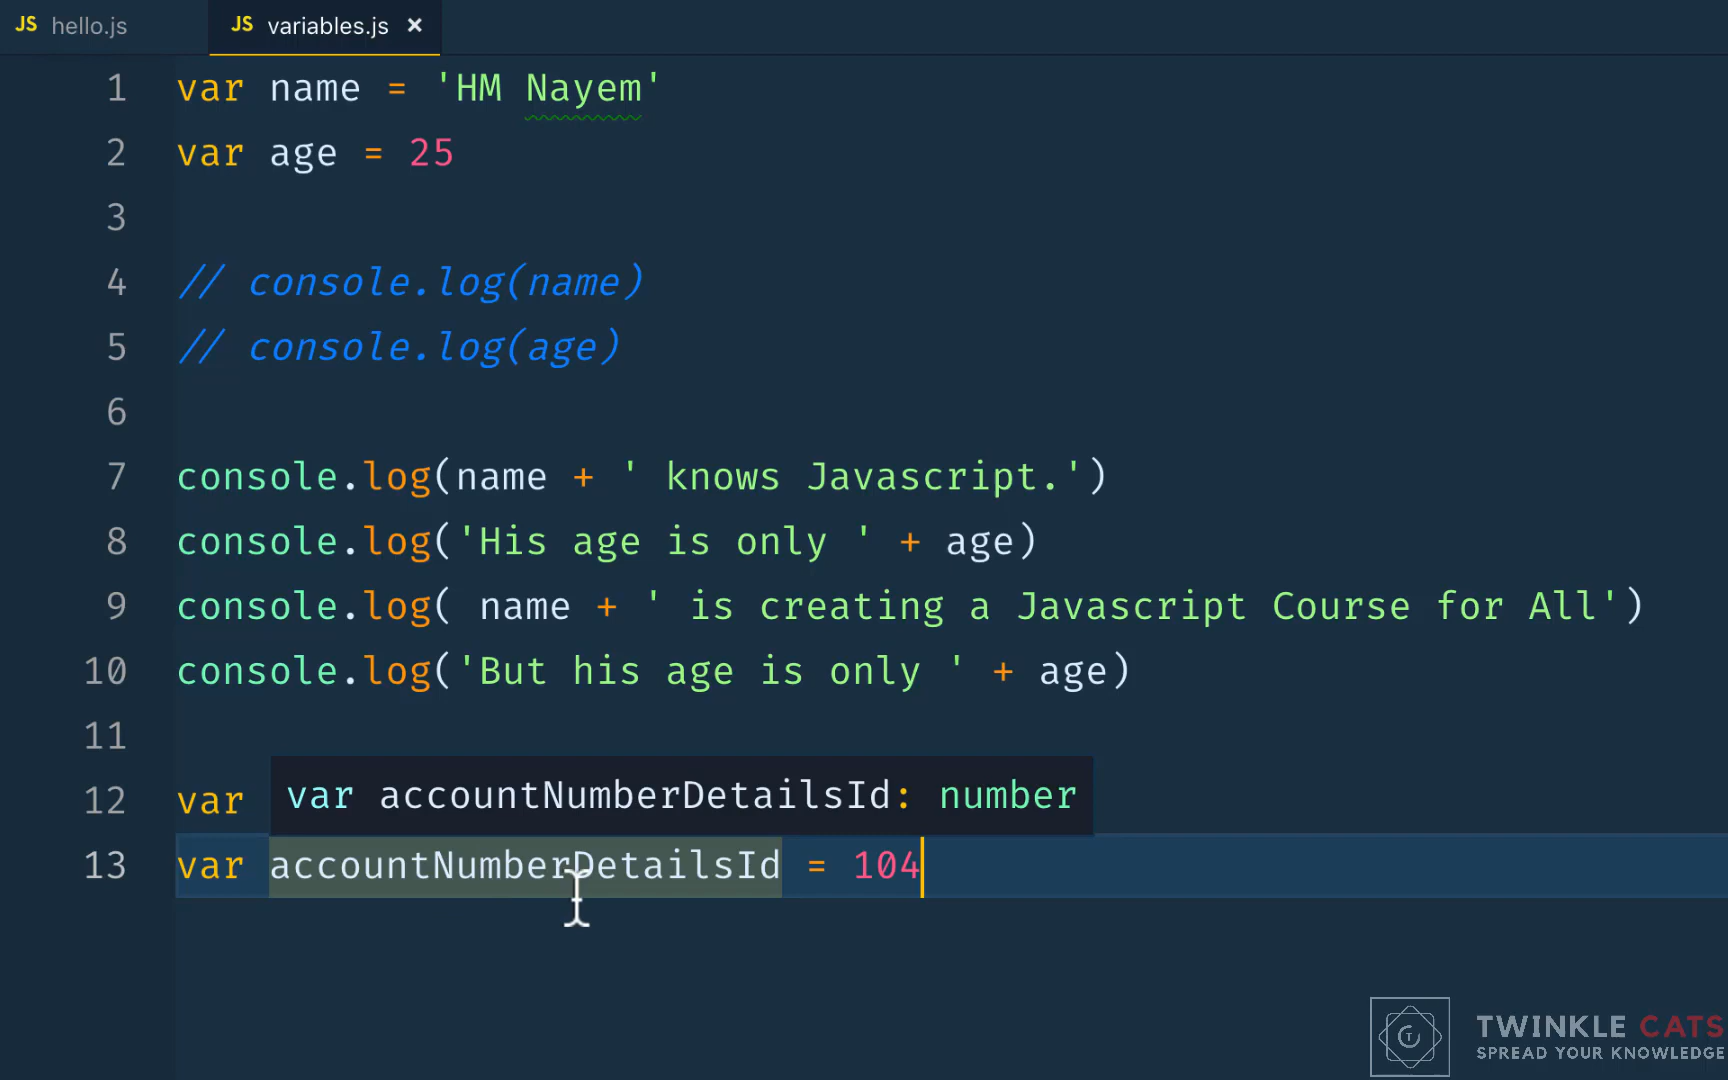 JS hello.js JS variables.js ×
1 var name = 'HM Nayem'
2 var age = 25
3
4 // console.log(name)
5 // console.log(age)
6
7 console.log(name + ' knows Javascript.')
8 console.log('His age is only ' + age)
9 console.log( name + ' is creating a Javascript Course for All')
10 console.log('But his age is only ' + age)
11
var accountNumberDetailsId: number
12 var
13 var accountNumberDetailsId = 104
TWINKLE CATS
SPREAD YOUR KNOWLEDGE